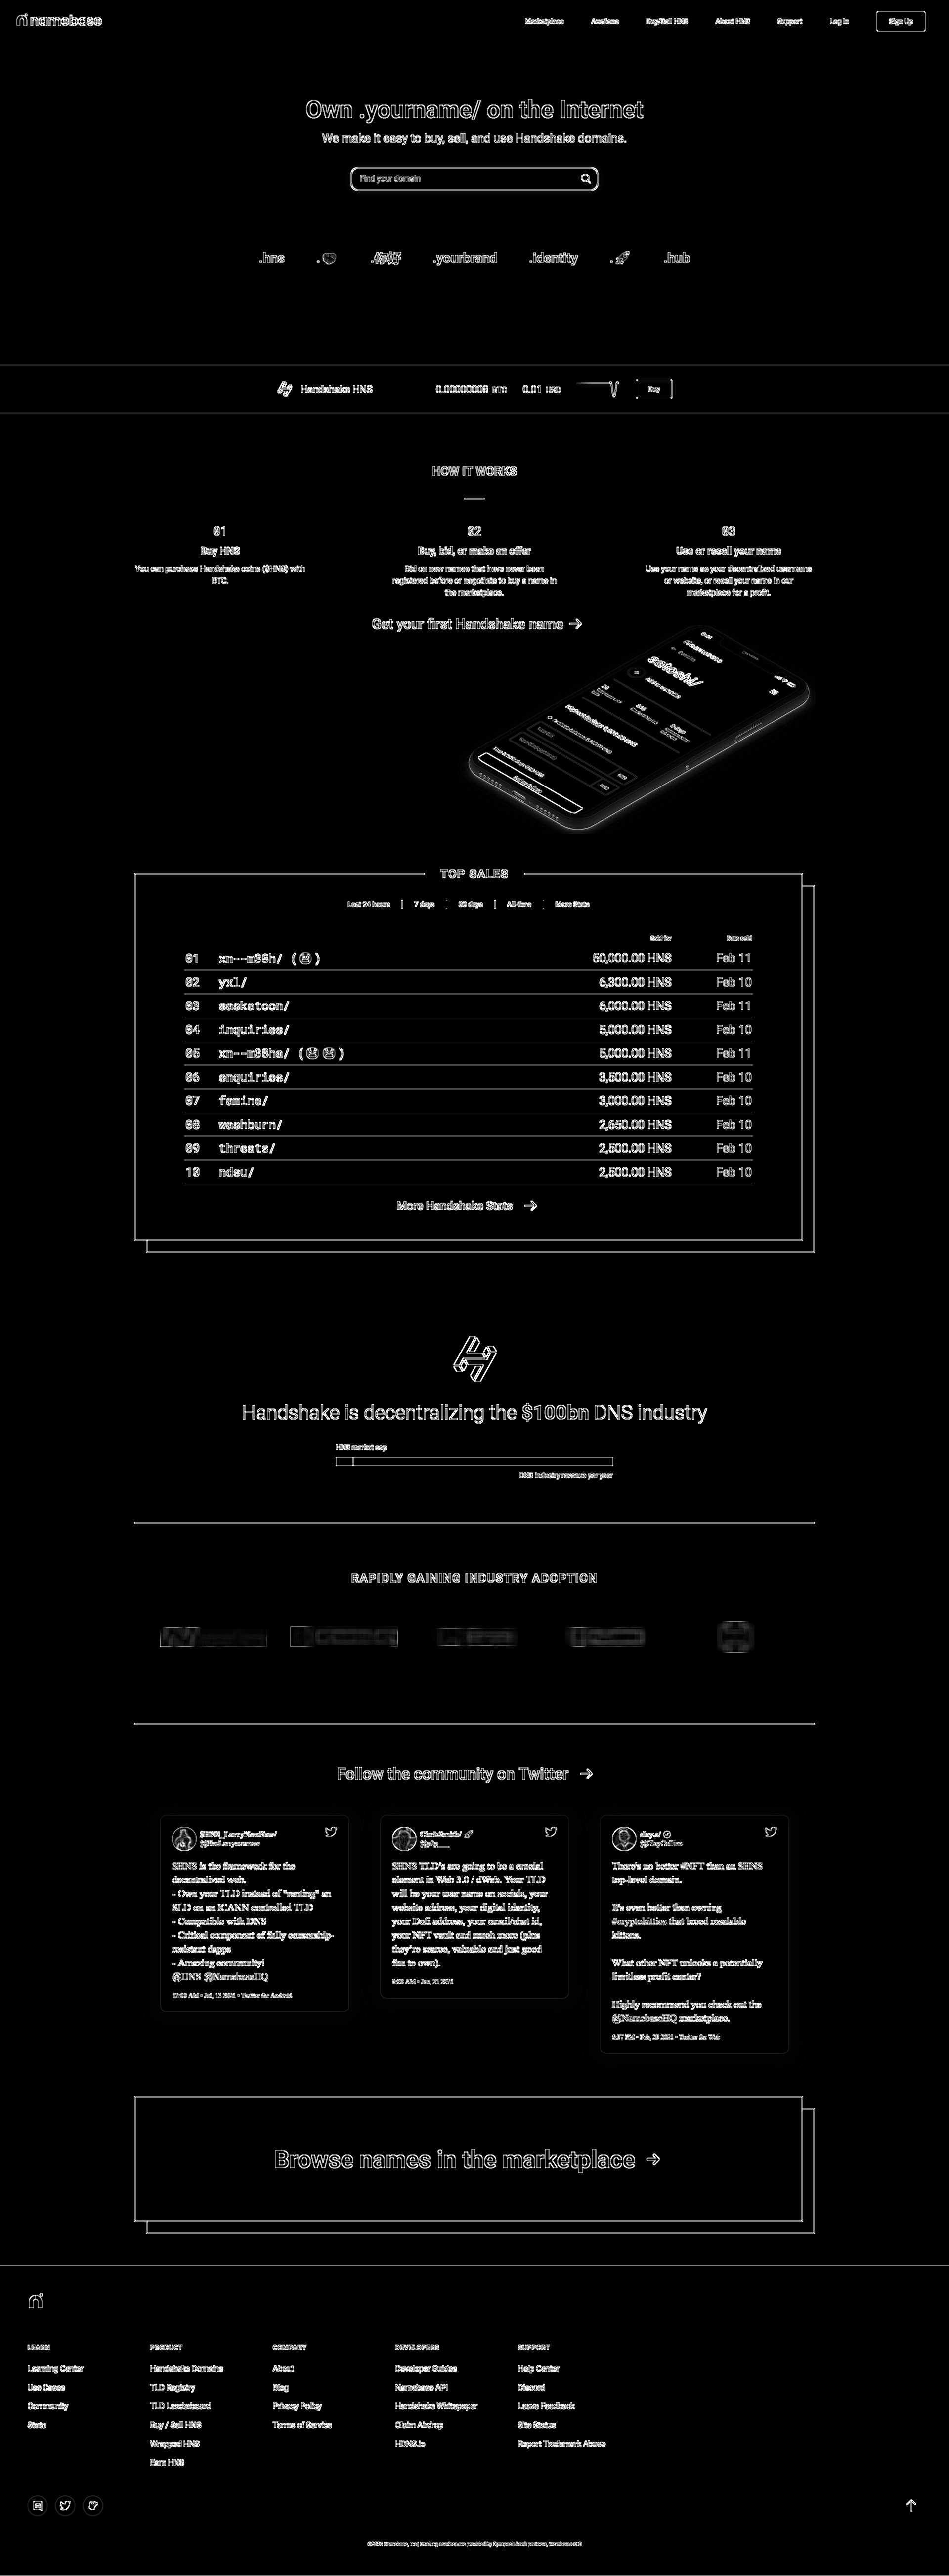 namebase
Marketplace Auctions Buy/Sell HNS About HNS Support Log In Sign Up
Own .yourname/ on the Internet
We make it easy to buy, sell, and use Handshake domains.
Find your domain
.hns .🤝 .你好 .yourbrand .identity .🚀 .hub
Handshake HNS 0.00000008 BTC 0.01 USD Buy
HOW IT WORKS
01
Buy HNS
You can purchase Handshake coins ($HNS) with
BTC.
02
Buy, bid, or make an offer
Bid on new names that have never been
registered before or negotiate to buy a name in
the marketplace.
03
Use or resell your name
Use your name as your decentralized username
or website, or resell your name in our
marketplace for a profit.
Get your first Handshake name →
namebase
satoshi/
TOP SALES
Last 24 hours 7 days 30 days All-time More Stats
Sold for Date sold
01 (
) 50,000.00 HNS Feb 11
02 yxl/ 6,300.00 HNS Feb 10
03 saskatoon/ 6,000.00 HNS Feb 11
04 inquiries/ 5,000.00 HNS Feb 10
05 5,000.00 HNS Feb 11
06 enquiries/ 3,500.00 HNS Feb 10
07 famine/ 3,000.00 HNS Feb 10
08 washburn/ 2,650.00 HNS Feb 10
09 threats/ 2,500.00 HNS Feb 10
10 ndsu/ 2,500.00 HNS Feb 10
More Handshake Stats →
Handshake is decentralizing the $100bn DNS industry
HNS market cap
DNS industry revenue per year
RAPIDLY GAINING INDUSTRY ADOPTION
Follow the community on Twitter →
$HNS is the framework for the
decentralized web.
- Own your TLD instead of "renting" an
SLD on an ICANN controlled TLD
- Compatible with DNS
- Critical component of fully censorship-
resistant dapps
- Amazing community!
@HNS @NamebaseHQ
12:03 AM • Jul, 12 2021 • Twitter for Android
$HNS TLD's are going to be a crucial
element in Web 3.0 / dWeb. Your TLD
will be your user name on socials, your
website address, your digital identity,
your Defi address, your email/chat id,
your NFT vault and much more (plus
they're scarce, valuable and just good
fun to own).
9:28 AM • Jun, 21 2021
clay.u/
@ClayCollins
There's no better #NFT than an $HNS
top-level domain.
It's even better than owning
#cryptokitties that breed resalable
kittens.
What other NFT unlocks a potentially
limitless profit center?
Highly recommend you check out the
@NamebaseHQ marketplace.
6:37 PM • Feb, 23 2021 • Twitter for Web
Browse names in the marketplace →
LEARN
Learning Center
Use Cases
Community
Stats
PRODUCT
Handshake Domains
TLD Registry
TLD Leaderboard
Buy / Sell HNS
Wrapped HNS
Earn HNS
COMPANY
About
Blog
Privacy Policy
Terms of Service
DEVELOPERS
Developer Guides
Namebase API
Handshake Whitepaper
Claim Airdrop
HDNS.io
SUPPORT
Help Center
Discord
Leave Feedback
Site Status
Report Trademark Abuse